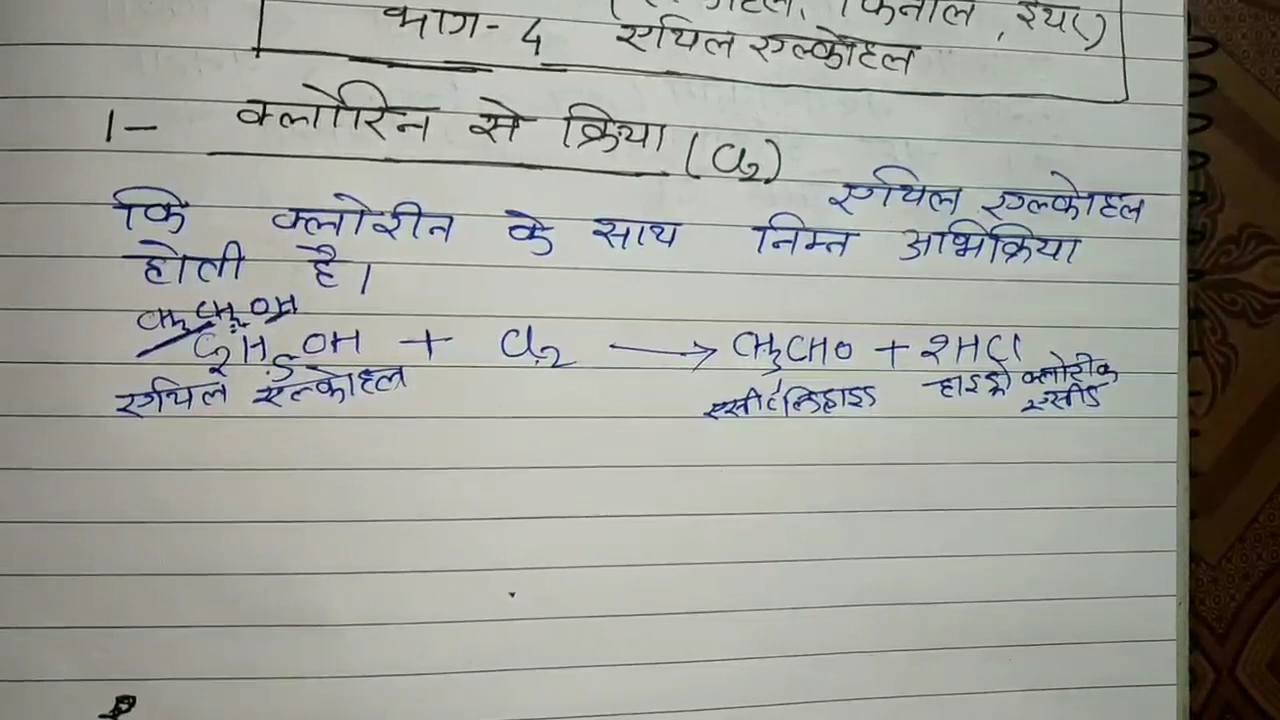 फिनॉल, ईथर)
भाग- 4 एथिल एल्कोहल
1- क्लोरिन से क्रिया (Cl₂)
एथिल एल्कोहल
कि क्लोरीन के साथ निम्न अभिक्रिया
होती है।
CH₃CH₂OH
C₂H₅OH + Cl₂ ⟶ CH₃CHO + 2HCl
एथिल एल्कोहल एसीटेल्डिहाइड हाइड्रोक्लोरीक
एसीड